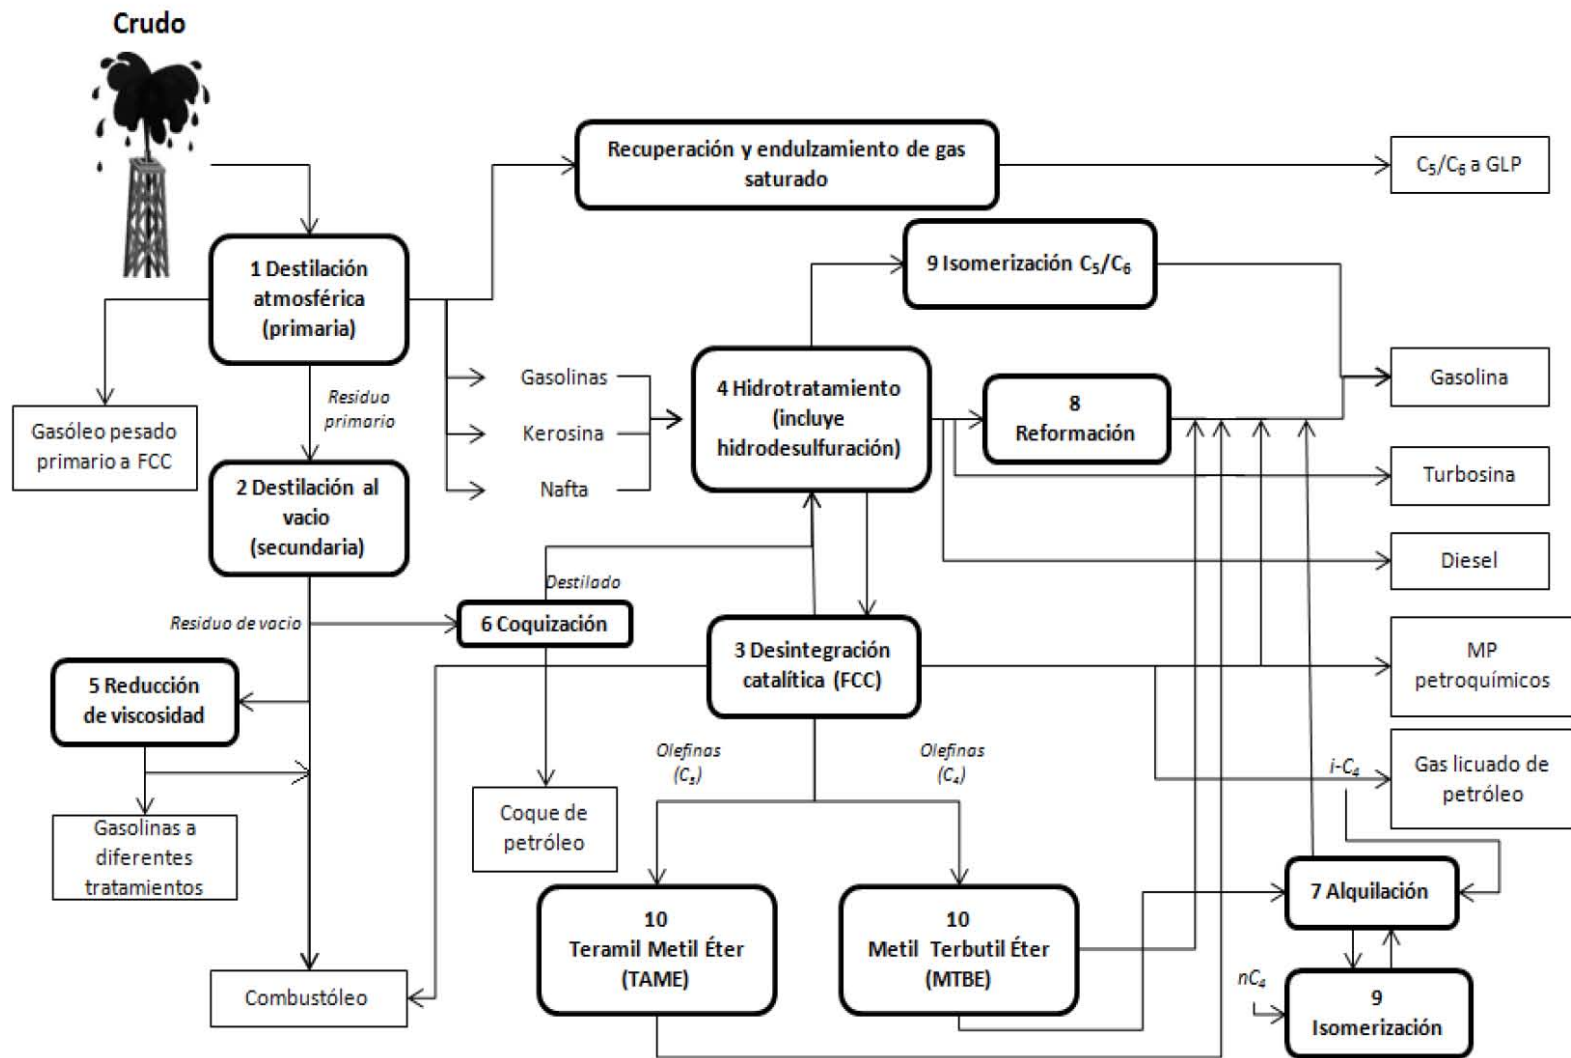 Crudo
Recuperación y endulzamiento de gas
saturado
C₅/C₆ a GLP
1 Destilación
atmosférica
(primaria)
9 Isomerización C₅/C₆
Gasolinas
Kerosina
Nafta
4 Hidrotratamiento
(incluye
hidrodesulfuración)
8
Reformación
Gasolina
Residuo
primario
Gasóleo pesado
primario a FCC
Turbosina
2 Destilación al
vacio
(secundaria)
Diesel
Destilado
Residuo de vacio
6 Coquización
3 Desintegración
catalítica (FCC)
MP
petroquímicos
5 Reducción
de viscosidad
Olefinas
(C₅)
Olefinas
(C₄)
i-C₄
Gas licuado de
petróleo
Gasolinas a
diferentes
tratamientos
Coque de
petróleo
7 Alquilación
10
Teramil Metil Éter
(TAME)
10
Metil Terbutil Éter
(MTBE)
Combustóleo
nC₄
9
Isomerización